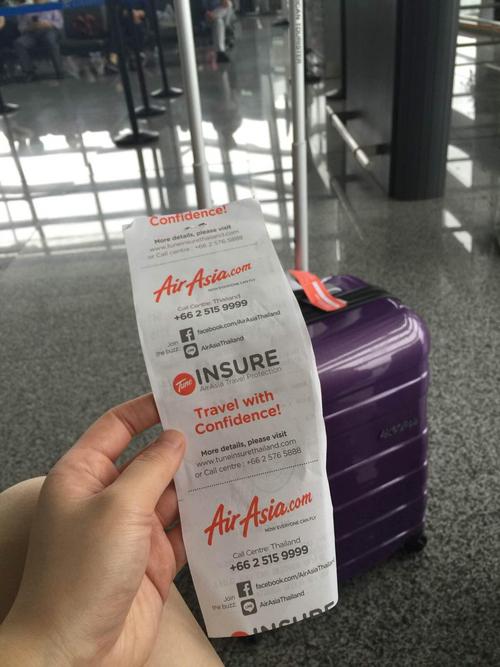 Confidence!
More details, please visit
www.tuneinsurethailand.com
or Call centre : +66 2 576 5888
AirAsia.com
NOW EVERYONE CAN FLY
Call Centre: Thailand
+66 2 515 9999
Join the buzz:
facebook.com/AirAsiaThailand
AirAsiaThailand
Tune INSURE
AirAsia Travel Protection
Travel with
Confidence!
More details, please visit
www.tuneinsurethailand.com
or Call centre : +66 2 576 5888
AirAsia.com
NOW EVERYONE CAN FLY
Call Centre: Thailand
+66 2 515 9999
Join the buzz:
facebook.com/AirAsiaThailan
AirAsiaThailand
INSURE